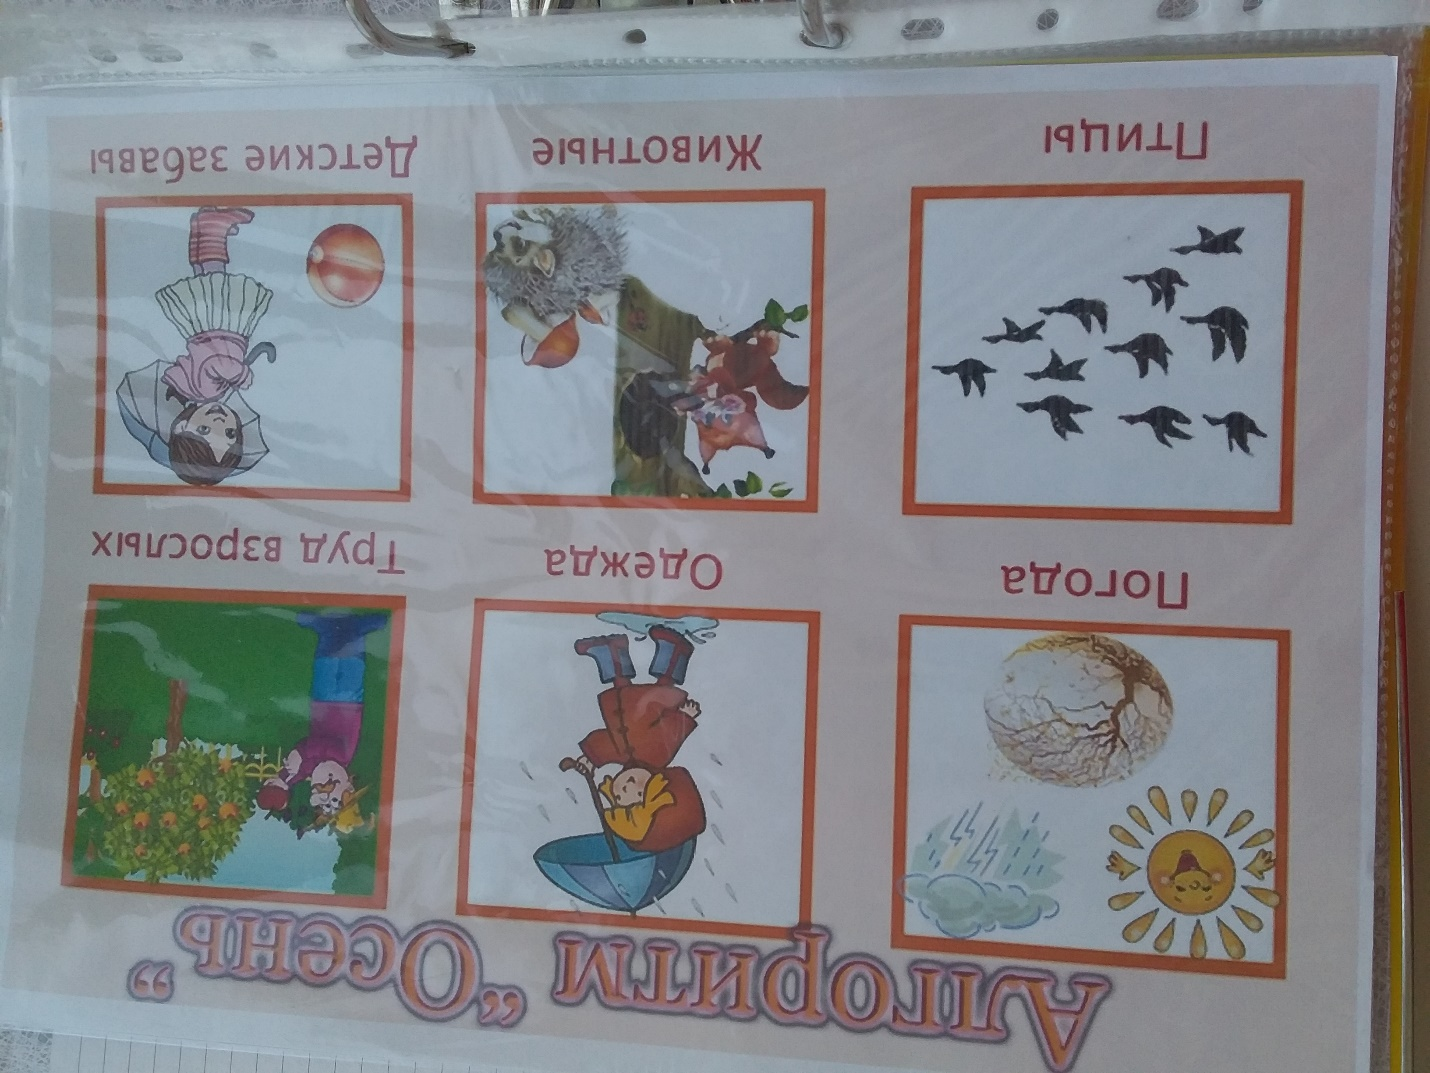 Алгоритм “Осень”
Погода
Одежда
Труд взрослых
Птицы
Животные
Детские забавы